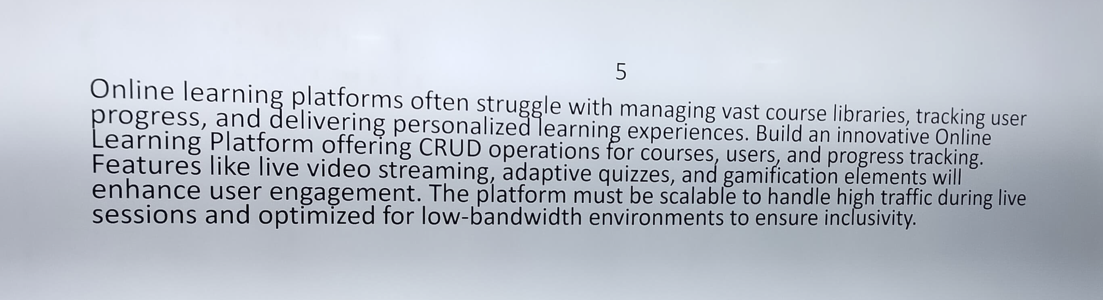 5
Online learning platforms often struggle with managing vast course libraries, tracking user
progress, and delivering personalized learning experiences. Build an innovative Online
Learning Platform offering CRUD operations for courses, users, and progress tracking.
Features like live video streaming, adaptive quizzes, and gamification elements will
enhance user engagement. The platform must be scalable to handle high traffic during live
sessions and optimized for low-bandwidth environments to ensure inclusivity.